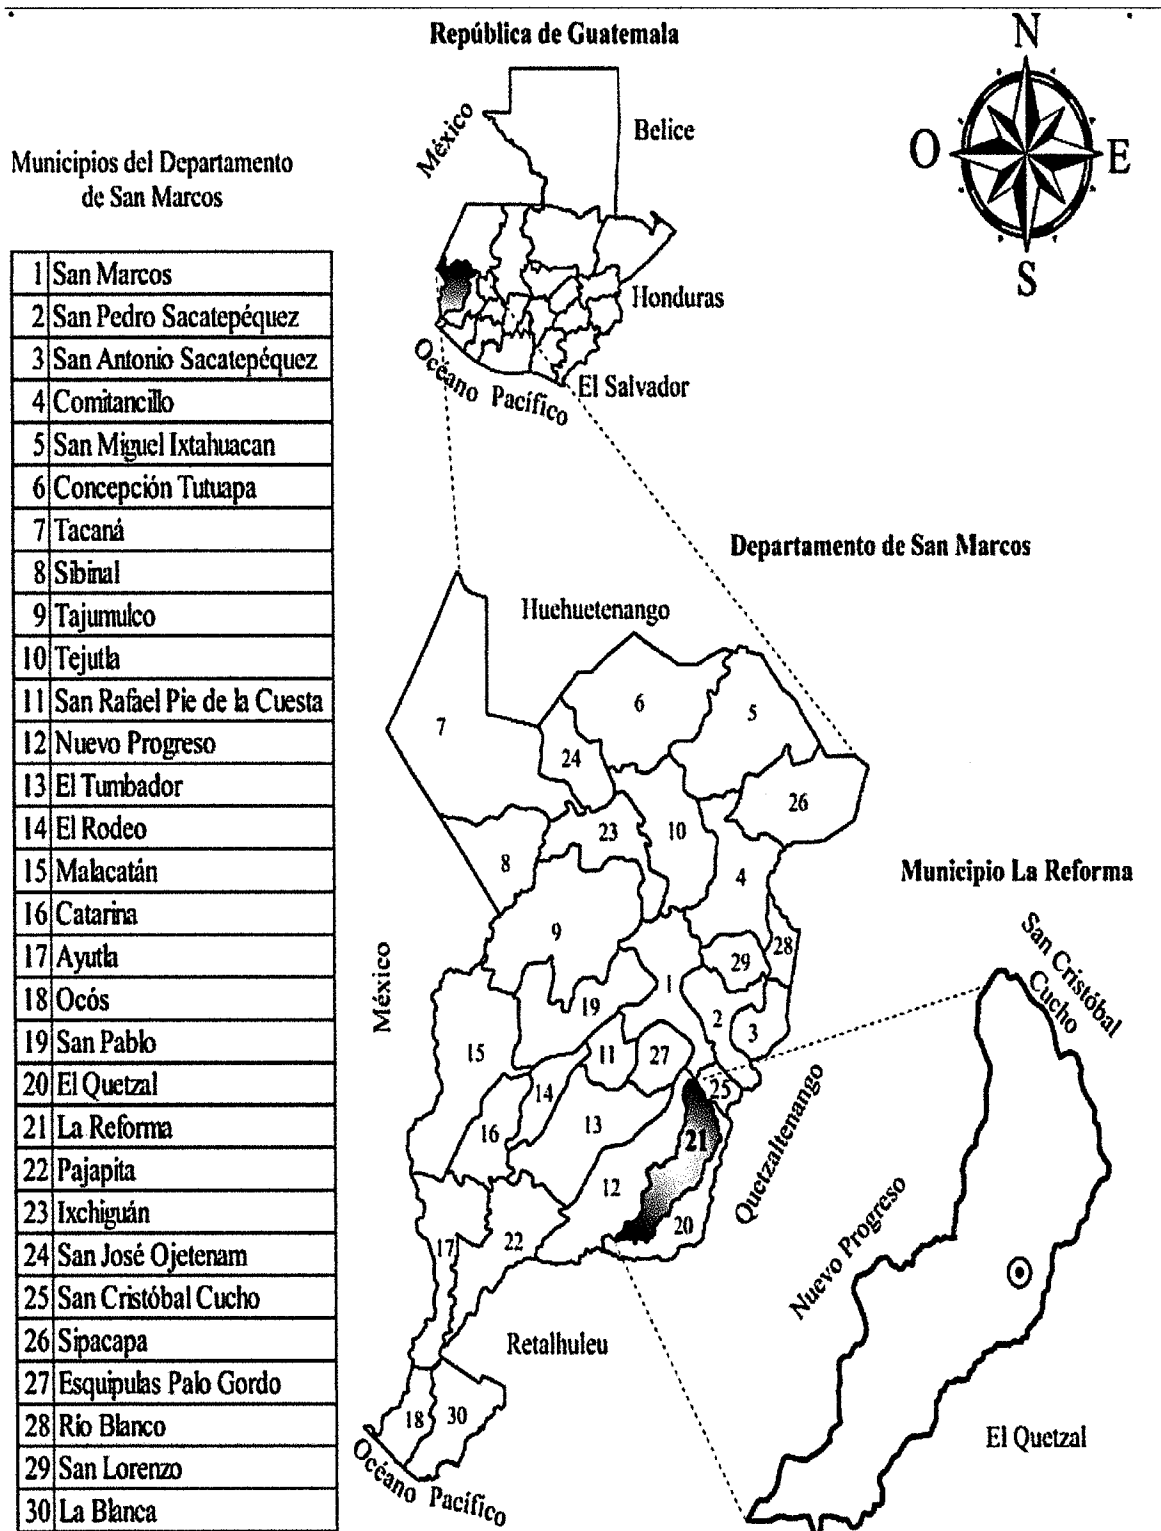 República de Guatemala
N
O
E
S
México
Belice
Honduras
El Salvador
Océano Pacífico
Municipios del Departamento
de San Marcos
1 San Marcos
2 San Pedro Sacatepéquez
3 San Antonio Sacatepéquez
4 Comitancillo
5 San Miguel Ixtahuacan
6 Concepción Tutuapa
7 Tacaná
8 Sibinal
9 Tajumulco
10 Tejutla
11 San Rafael Pie de la Cuesta
12 Nuevo Progreso
13 El Tumbador
14 El Rodeo
15 Malacatán
16 Catarina
17 Ayutla
18 Ocós
19 San Pablo
20 El Quetzal
21 La Reforma
22 Pajapita
23 Ixchiguán
24 San José Ojetenam
25 San Cristóbal Cucho
26 Sipacapa
27 Esquipulas Palo Gordo
28 Río Blanco
29 San Lorenzo
30 La Blanca
Departamento de San Marcos
Huehuetenango
6
5
7
24
26
23
10
8
4
9
28
29
1
19
2
3
15
11
27
14
25
13
16
21
12
20
17
22
18
30
México
Quetzaltenango
Retalhuleu
Océano Pacífico
Municipio La Reforma
San Cristóbal
Cucho
Nuevo Progreso
El Quetzal